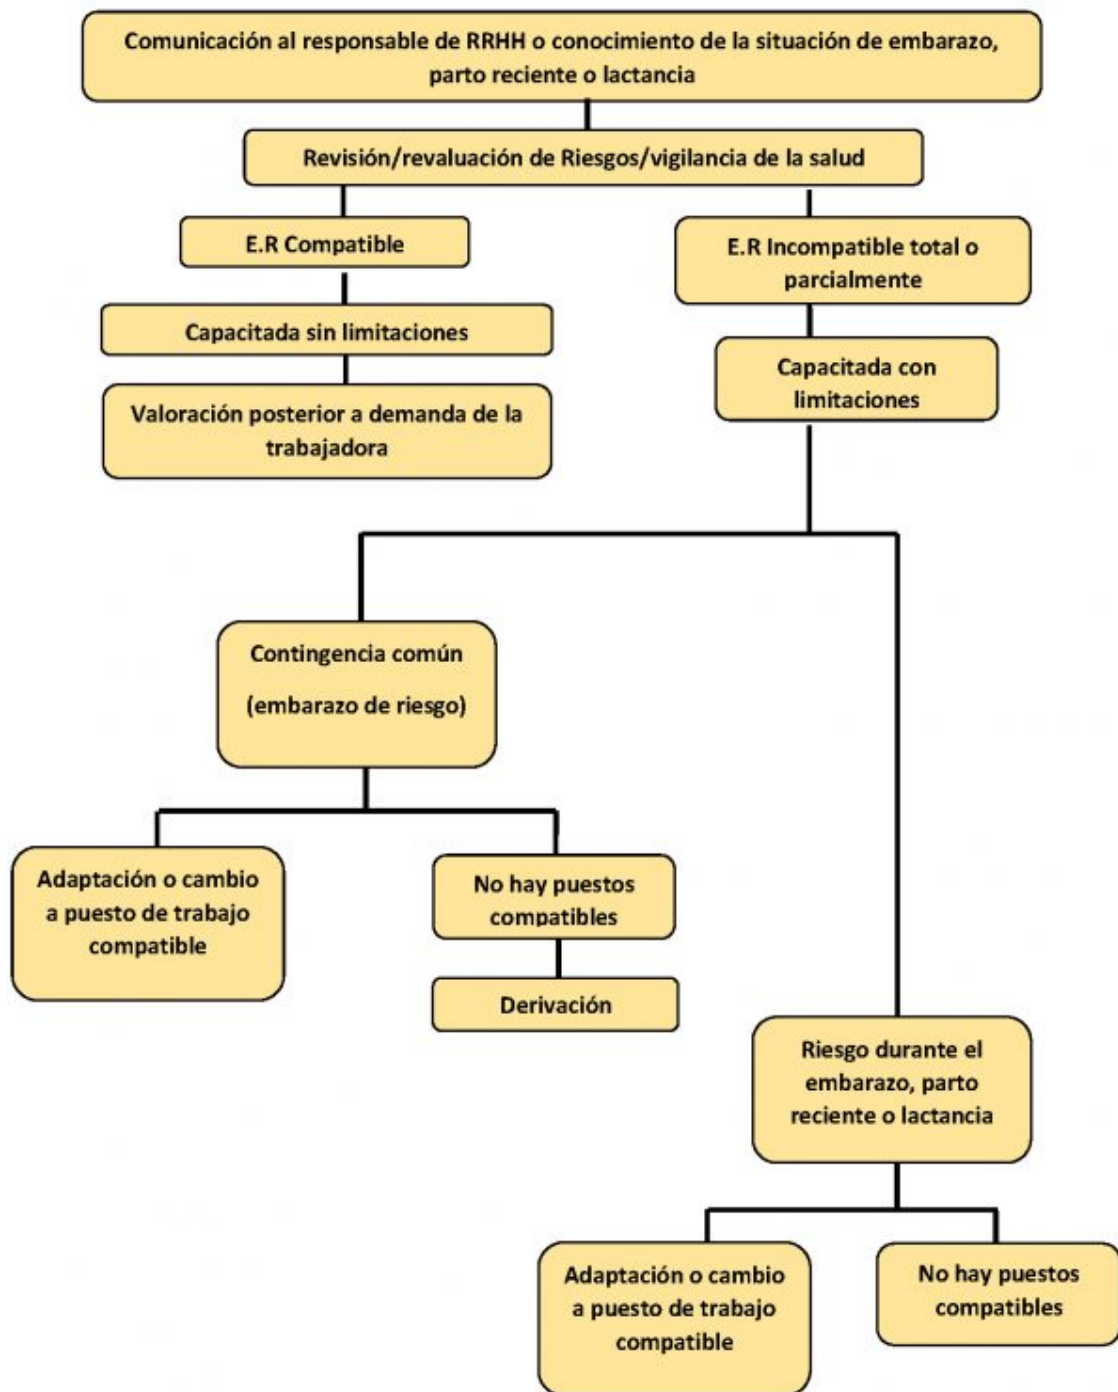 Comunicación al responsable de RRHH o conocimiento de la situación de embarazo,
parto reciente o lactancia
Revisión/revaluación de Riesgos/vigilancia de la salud
E.R Compatible
E.R Incompatible total o
parcialmente
Capacitada sin limitaciones
Capacitada con
limitaciones
Valoración posterior a demanda de la
trabajadora
Contingencia común
(embarazo de riesgo)
Adaptación o cambio
a puesto de trabajo
compatible
No hay puestos
compatibles
Derivación
Riesgo durante el
embarazo, parto
reciente o lactancia
Adaptación o cambio
a puesto de trabajo
compatible
No hay puestos
compatibles